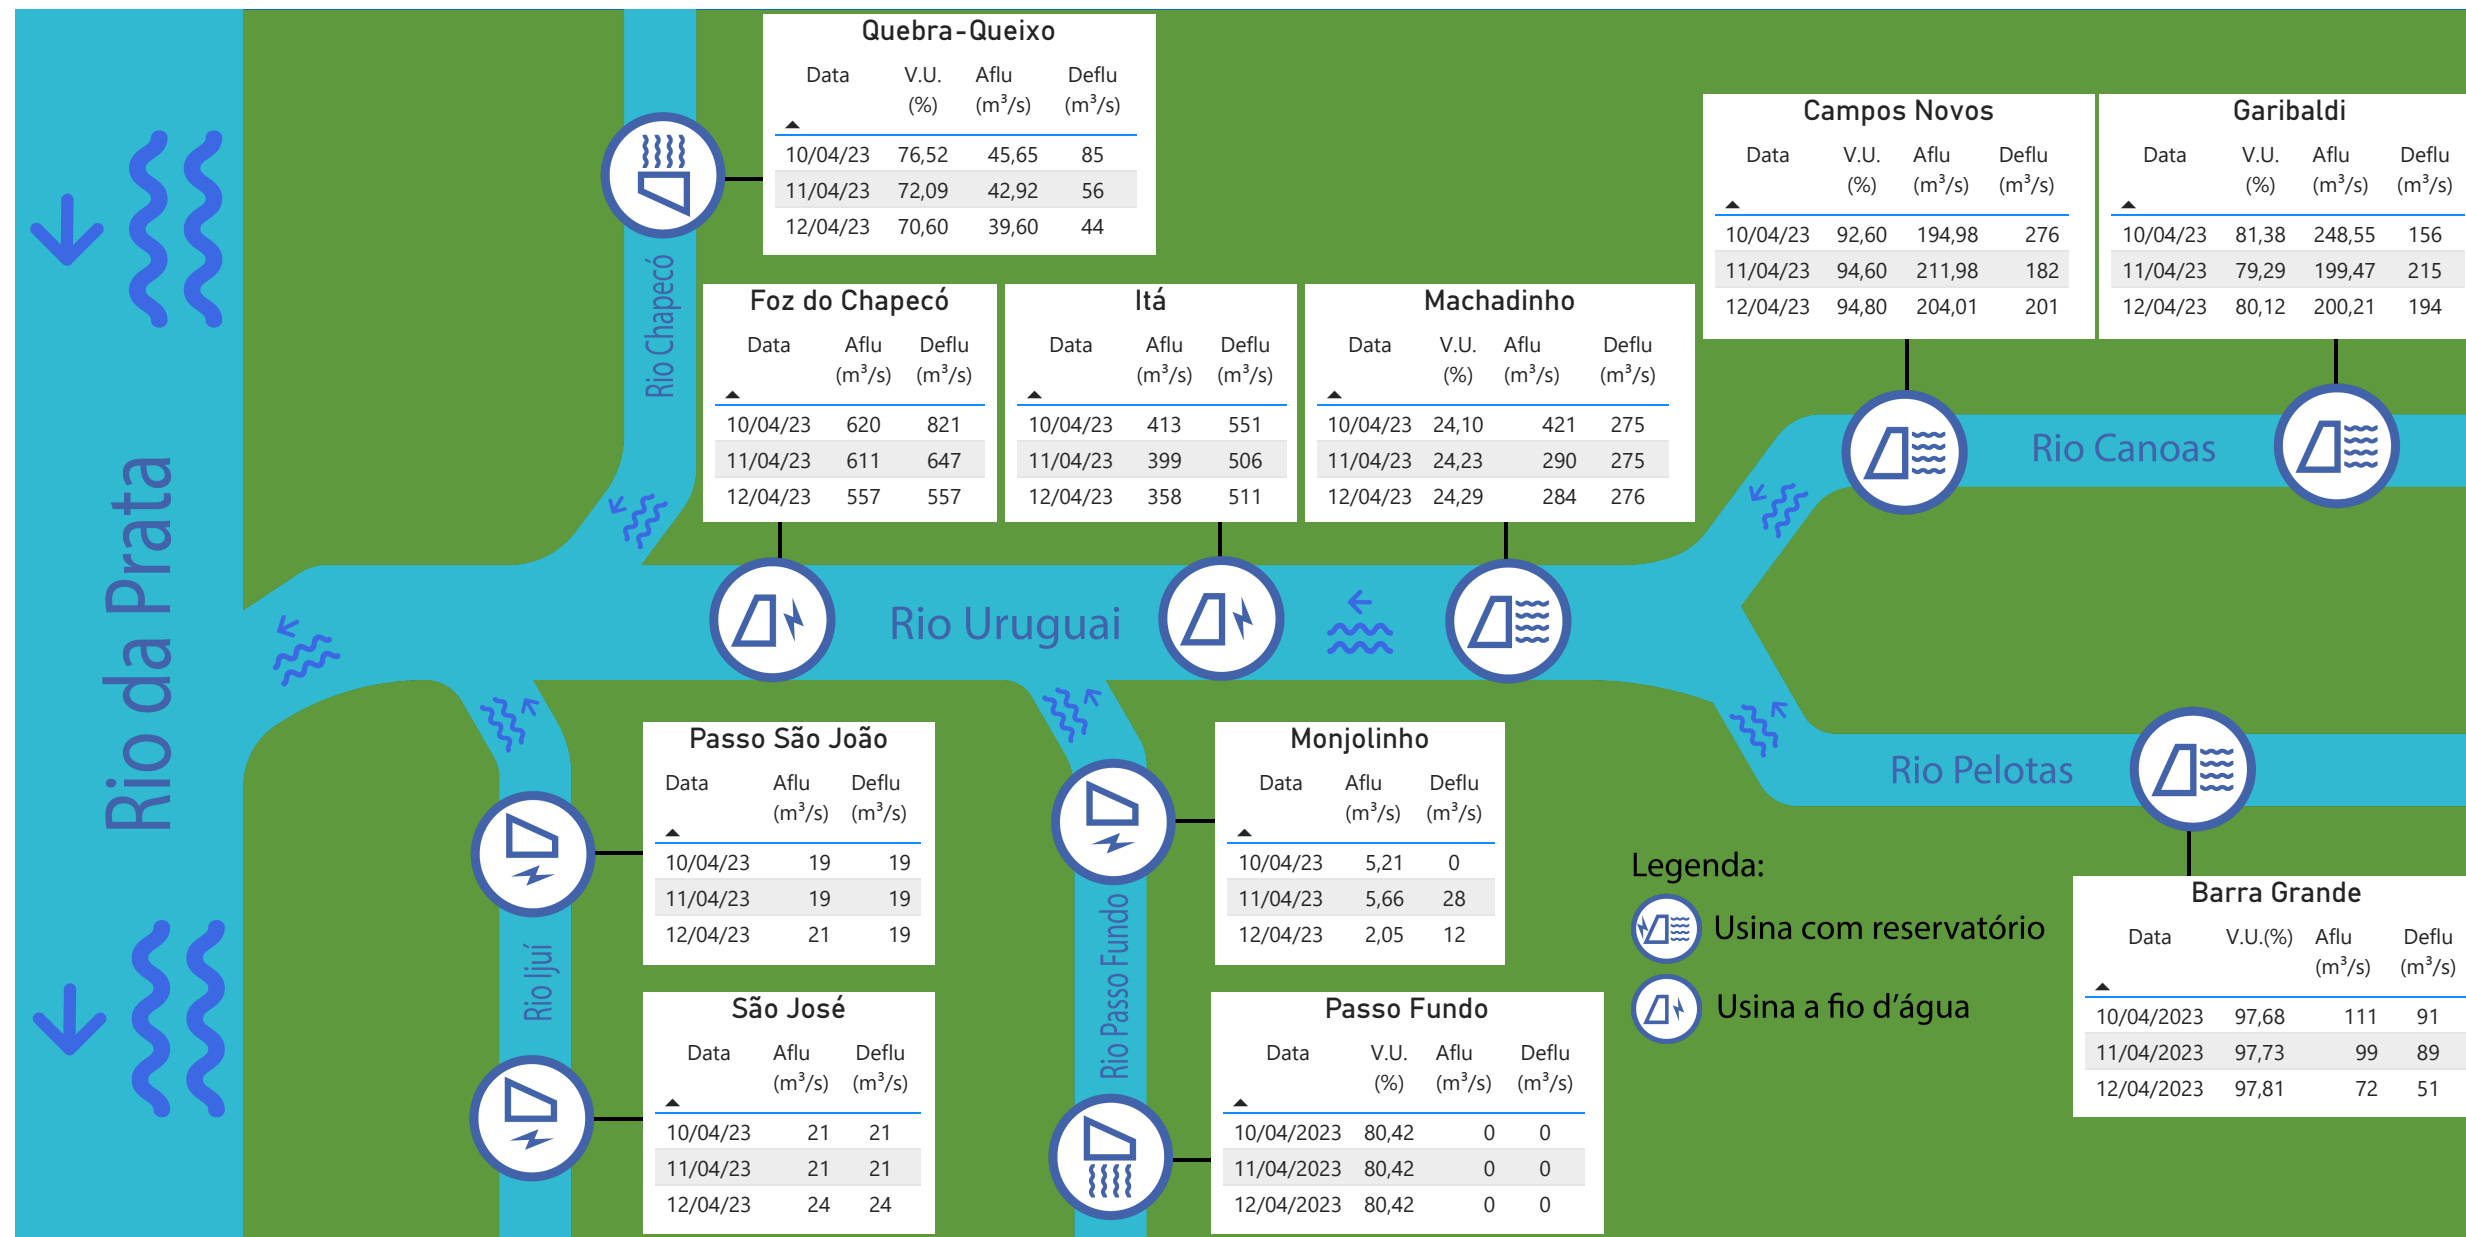 Quebra-Queixo
Data V.U. (%) Aflu (m³/s) Deflu (m³/s)
10/04/23 76,52 45,65 85
11/04/23 72,09 42,92 56
12/04/23 70,60 39,60 44
Campos Novos
Data V.U. (%) Aflu (m³/s) Deflu (m³/s)
10/04/23 92,60 194,98 276
11/04/23 94,60 211,98 182
12/04/23 94,80 204,01 201
Garibaldi
Data V.U. (%) Aflu (m³/s) Deflu (m³/s)
10/04/23 81,38 248,55 156
11/04/23 79,29 199,47 215
12/04/23 80,12 200,21 194
Rio Chapecó
Foz do Chapecó
Data Aflu (m³/s) Deflu (m³/s)
10/04/23 620 821
11/04/23 611 647
12/04/23 557 557
Itá
Data Aflu (m³/s) Deflu (m³/s)
10/04/23 413 551
11/04/23 399 506
12/04/23 358 511
Machadinho
Data V.U. (%) Aflu (m³/s) Deflu (m³/s)
10/04/23 24,10 421 275
11/04/23 24,23 290 275
12/04/23 24,29 284 276
Rio Canoas
Rio da Prata
Rio Uruguai
Rio Pelotas
Passo São João
Data Aflu (m³/s) Deflu (m³/s)
10/04/23 19 19
11/04/23 19 19
12/04/23 21 19
Monjolinho
Data Aflu (m³/s) Deflu (m³/s)
10/04/23 5,21 0
11/04/23 5,66 28
12/04/23 2,05 12
Legenda:
Usina com reservatório
Usina a fio d’água
Barra Grande
Data V.U.(%) Aflu (m³/s) Deflu (m³/s)
10/04/2023 97,68 111 91
11/04/2023 97,73 99 89
12/04/2023 97,81 72 51
Rio Ijuí
Rio Passo Fundo
São José
Data Aflu (m³/s) Deflu (m³/s)
10/04/23 21 21
11/04/23 21 21
12/04/23 24 24
Passo Fundo
Data V.U. (%) Aflu (m³/s) Deflu (m³/s)
10/04/2023 80,42 0 0
11/04/2023 80,42 0 0
12/04/2023 80,42 0 0